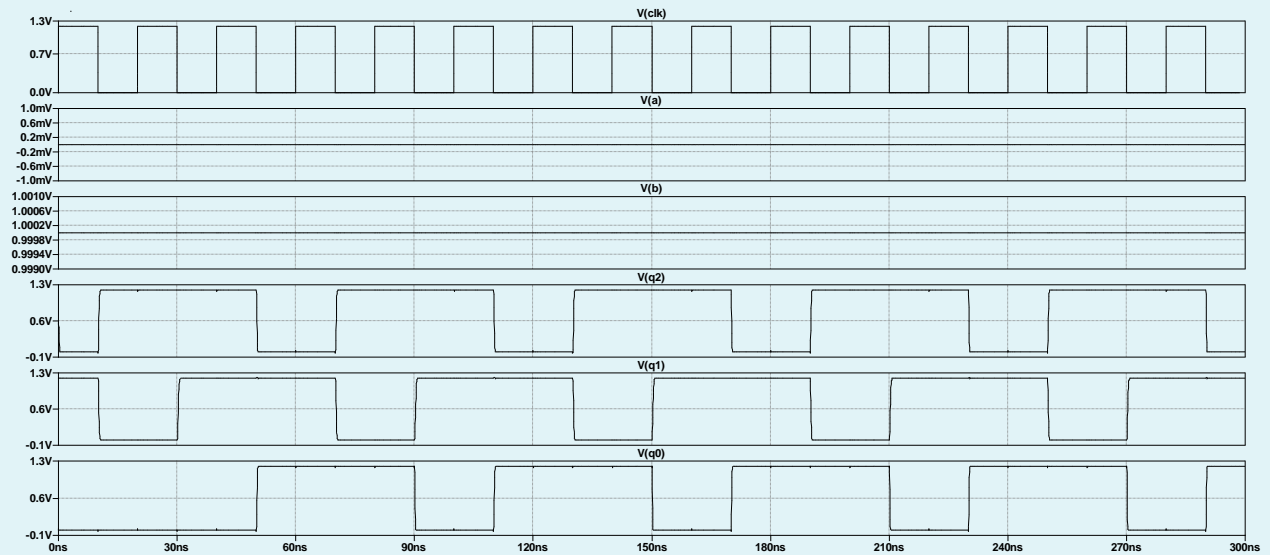 V(clk)
1.3V
0.7V
0.0V
V(a)
1.0mV
0.6mV
0.2mV
-0.2mV
-0.6mV
-1.0mV
V(b)
1.0010V
1.0006V
1.0002V
0.9998V
0.9994V
0.9990V
V(q2)
1.3V
0.6V
-0.1V
V(q1)
1.3V
0.6V
-0.1V
V(q0)
1.3V
0.6V
-0.1V
0ns 30ns 60ns 90ns 120ns 150ns 180ns 210ns 240ns 270ns 300ns